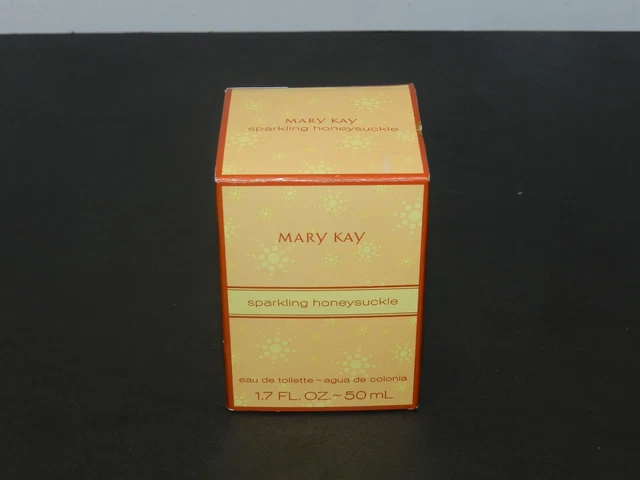 MARY KAY
sparkling honeysuckle
MARY KAY
sparkling honeysuckle
eau de toilette ~ agua de colonia
1.7 FL. OZ. ~ 50 mL